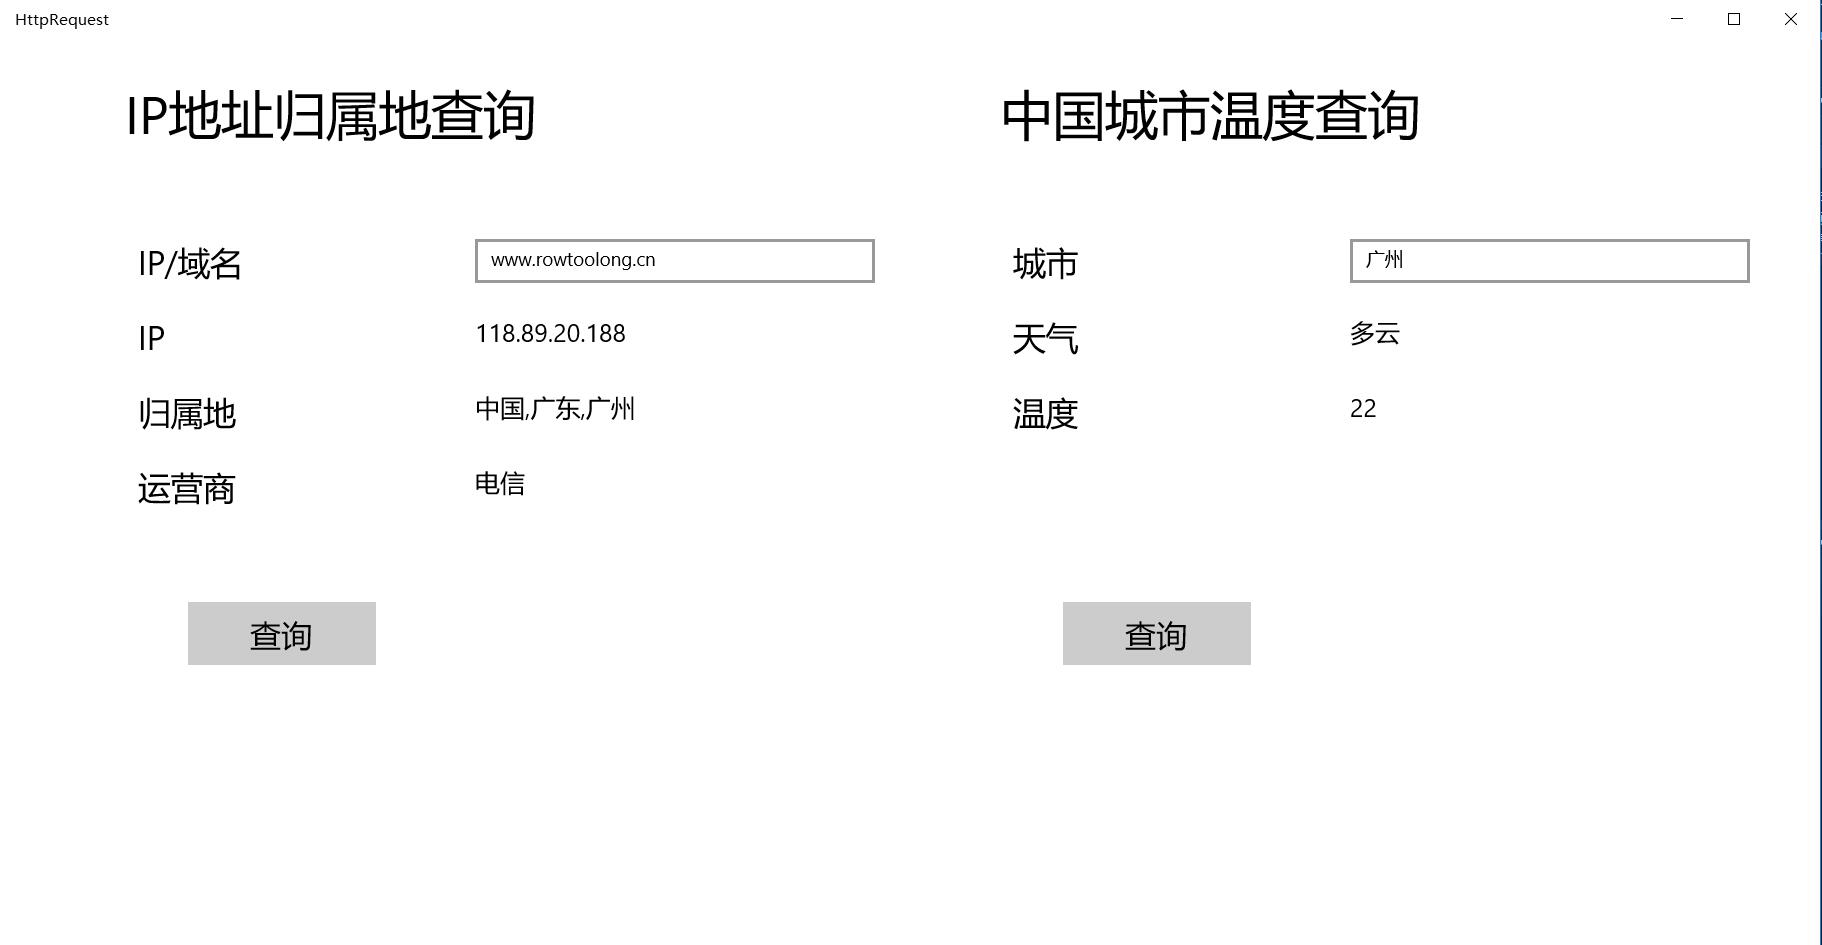 HttpRequest
IP地址归属地查询
IP/域名 www.rowtoolong.cn
IP 118.89.20.188
归属地 中国,广东,广州
运营商 电信
查询
中国城市温度查询
城市 广州
天气 多云
温度 22
查询